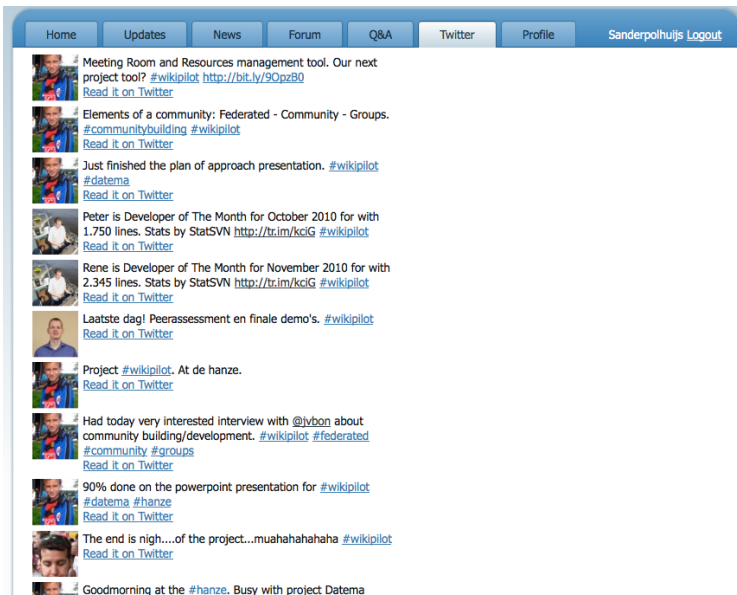 Home Updates News Forum Q&A Twitter Profile Sanderpolhuijs Logout
Meeting Room and Resources management tool. Our next
project tool? #wikipilot http://bit.ly/9OpzB0
Read it on Twitter
Elements of a community: Federated - Community - Groups.
#communitybuilding #wikipilot
Read it on Twitter
Just finished the plan of approach presentation. #wikipilot
#datema
Read it on Twitter
Peter is Developer of The Month for October 2010 for with
1.750 lines. Stats by StatSVN http://tr.im/kciG #wikipilot
Read it on Twitter
Rene is Developer of The Month for November 2010 for with
2.345 lines. Stats by StatSVN http://tr.im/kciG #wikipilot
Read it on Twitter
Laatste dag! Peerassessment en finale demo's. #wikipilot
Read it on Twitter
Project #wikipilot. At de hanze.
Read it on Twitter
Had today very interested interview with @jvbon about
community building/development. #wikipilot #federated
#community #groups
Read it on Twitter
90% done on the powerpoint presentation for #wikipilot
#datema #hanze
Read it on Twitter
The end is nigh....of the project...muahahahahaha #wikipilot
Read it on Twitter
Goodmorning at the #hanze. Busy with project Datema